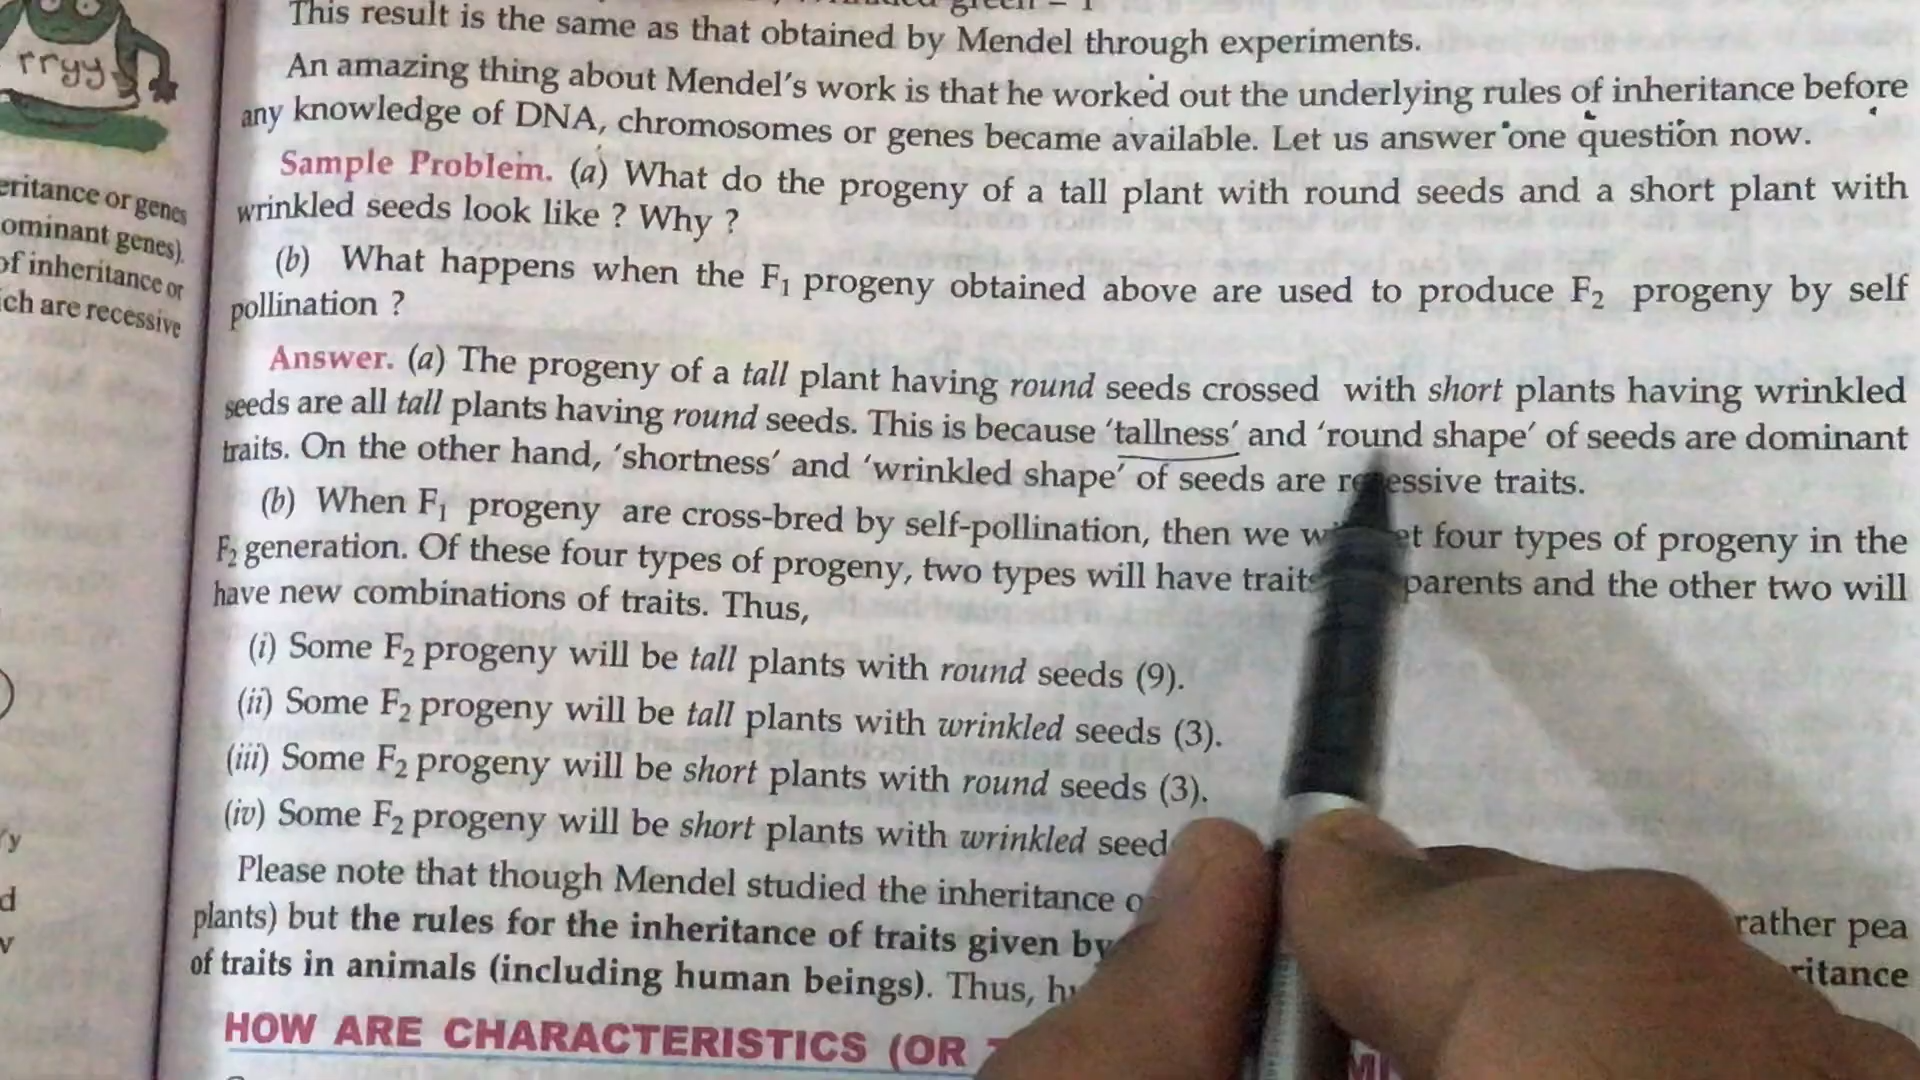 rryy
eritance or genes
ominant genes).
of inheritance or
ich are recessive
This result is the same as that obtained by Mendel through experiments.
An amazing thing about Mendel's work is that he worked out the underlying rules of inheritance before
any knowledge of DNA, chromosomes or genes became available. Let us answer one question now.
Sample Problem. (a) What do the progeny of a tall plant with round seeds and a short plant with
wrinkled seeds look like ? Why ?
(b) What happens when the F₁ progeny obtained above are used to produce F₂ progeny by self
pollination ?
Answer. (a) The progeny of a tall plant having round seeds crossed with short plants having wrinkled
seeds are all tall plants having round seeds. This is because 'tallness' and 'round shape' of seeds are dominant
traits. On the other hand, 'shortness' and 'wrinkled shape' of seeds are re essive traits.
(b) When F₁ progeny are cross-bred by self-pollination, then we w et four types of progeny in the
F₂ generation. Of these four types of progeny, two types will have traits parents and the other two will
have new combinations of traits. Thus,
(i) Some F₂ progeny will be tall plants with round seeds (9).
(ii) Some F₂ progeny will be tall plants with wrinkled seeds (3).
(iii) Some F₂ progeny will be short plants with round seeds (3).
(iv) Some F₂ progeny will be short plants with wrinkled seed
Please note that though Mendel studied the inheritance o rather pea
plants) but the rules for the inheritance of traits given by ritance
of traits in animals (including human beings). Thus, h
HOW ARE CHARACTERISTICS (OR